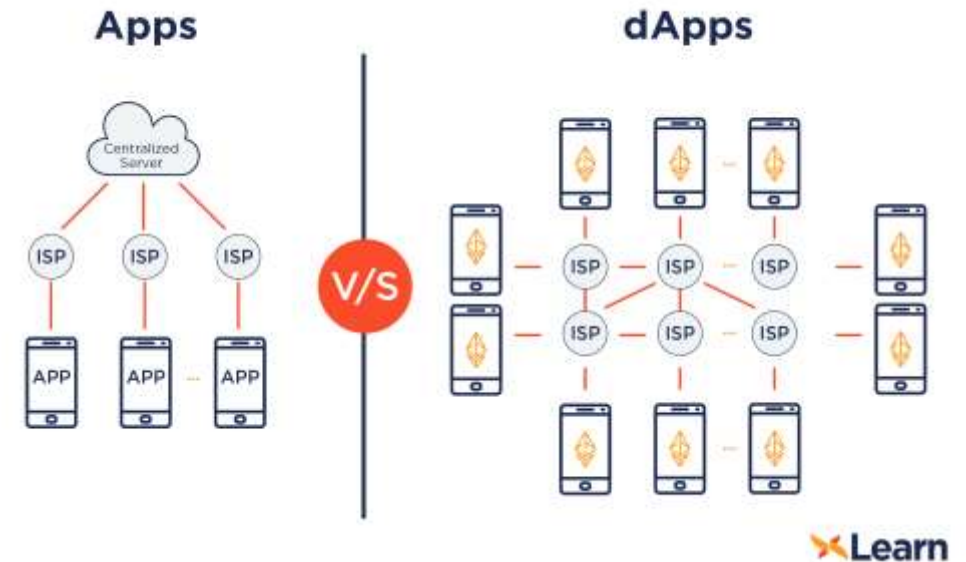 Apps
dApps
Centralized
Server
ISP
ISP
ISP
APP
APP
...
APP
V/S
...
ISP
ISP
...
ISP
ISP
ISP
...
ISP
...
Learn